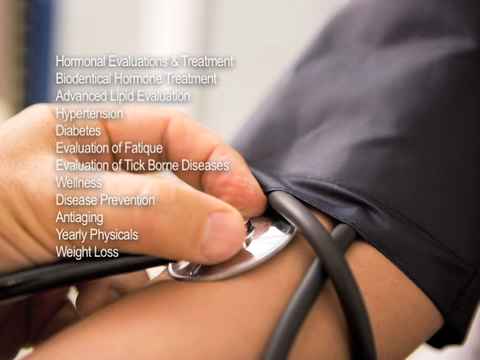 Hormonal Evaluations & Treatment
Biodentical Hormone Treatment
Advanced Lipid Evaluation
Hypertension
Diabetes
Evaluation of Fatique
Evaluation of Tick Borne Diseases
Wellness
Disease Prevention
Antiaging
Yearly Physicals
Weight Loss